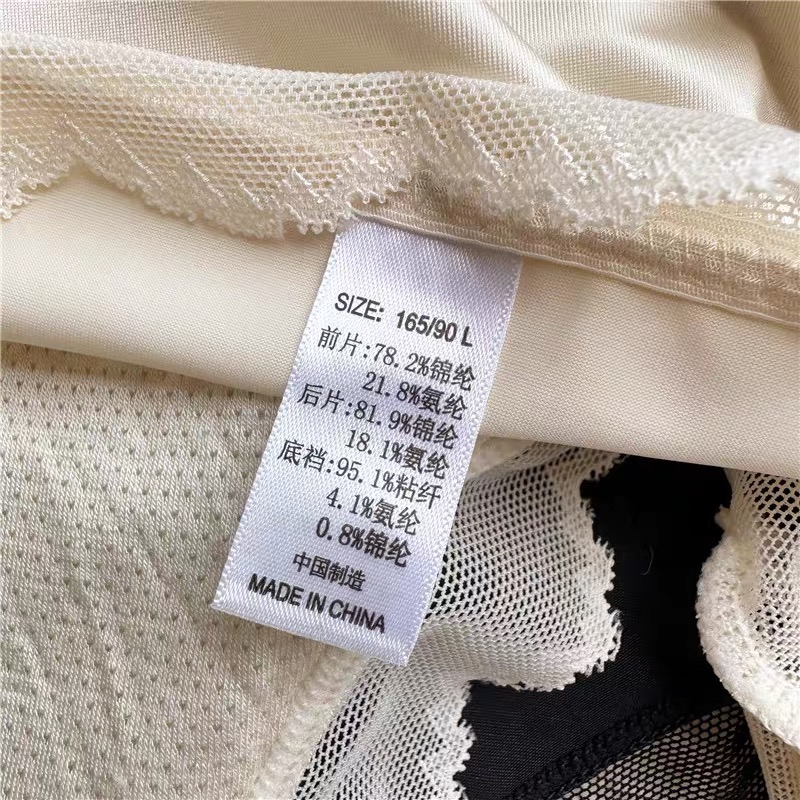 SIZE: 165/90 L
前片:78.2%锦纶
21.8%氨纶
后片:81.9%锦纶
18.1%氨纶
底裆:95.1%粘纤
4.1%氨纶
0.8%锦纶
中国制造
MADE IN CHINA